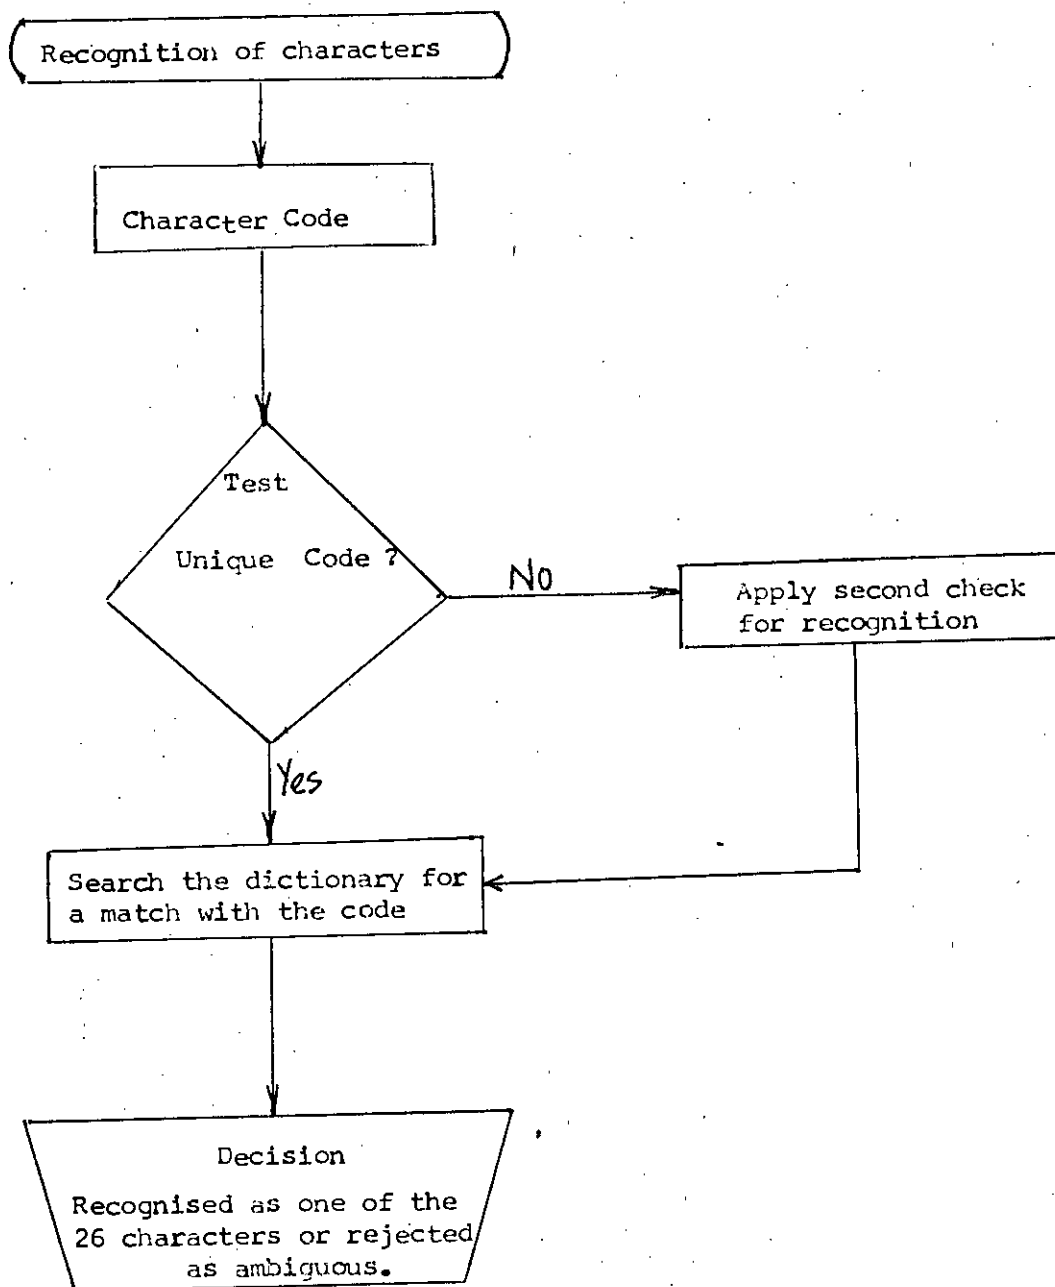 Recognition of characters
Character Code
Test
Unique Code ?
No
Apply second check
for recognition
Yes
Search the dictionary for
a match with the code
Decision
Recognised as one of the
26 characters or rejected
as ambiguous.